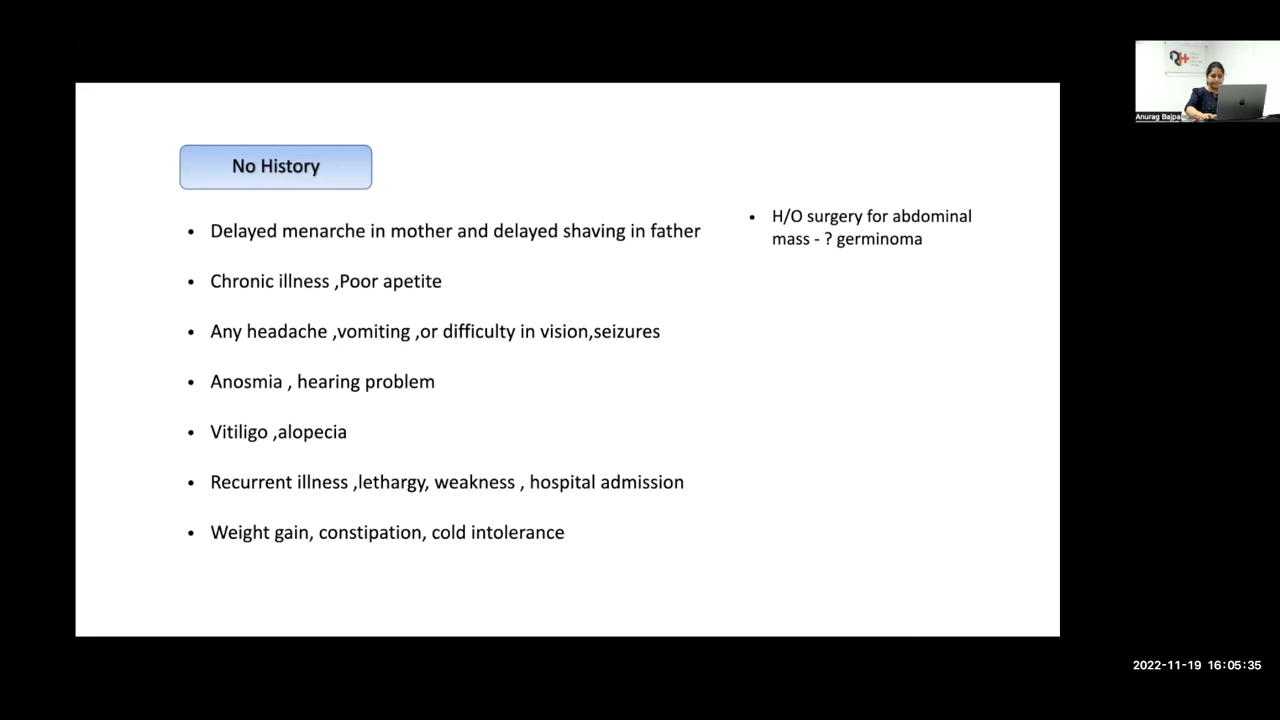 No History
Delayed menarche in mother and delayed shaving in father
Chronic illness ,Poor apetite
Any headache ,vomiting ,or difficulty in vision,seizures
Anosmia , hearing problem
Vitiligo ,alopecia
Recurrent illness ,lethargy, weakness , hospital admission
Weight gain, constipation, cold intolerance
H/O surgery for abdominal
mass - ? germinoma
Anurag Bajpa
2022-11-19 16:05:35